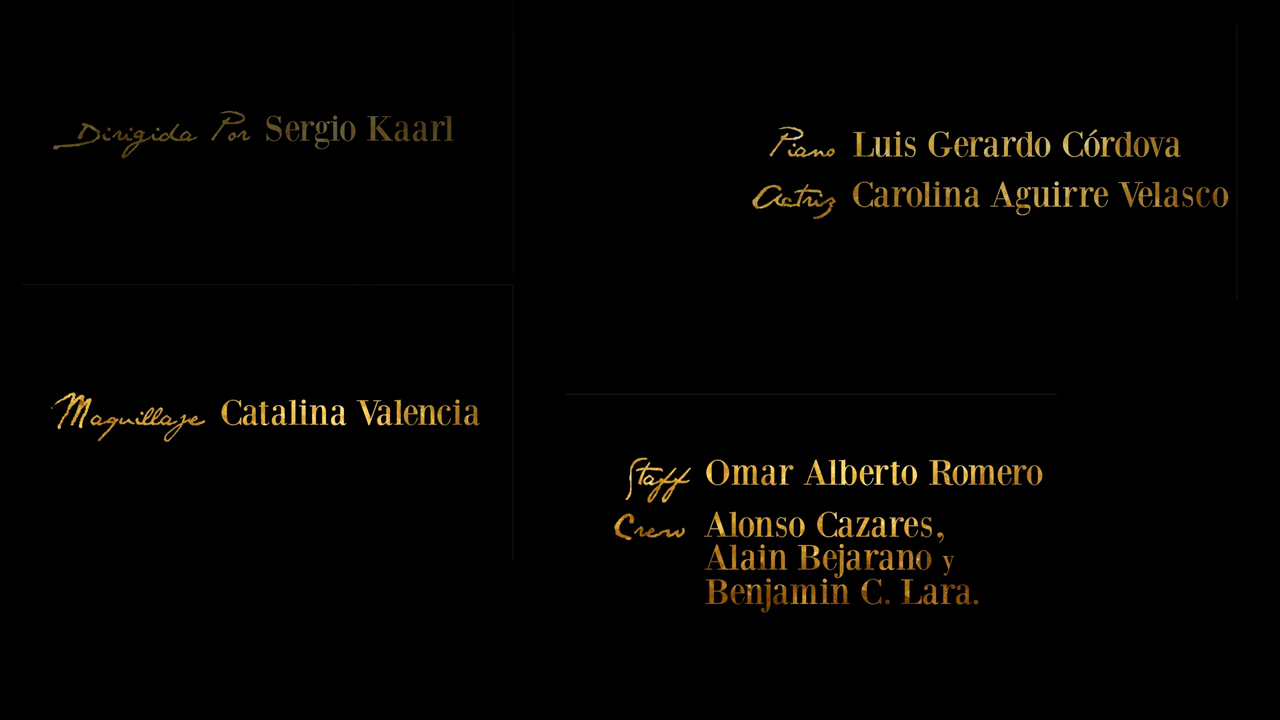 Dirigida Por Sergio Kaarl
Piano Luis Gerardo Córdova
Actriz Carolina Aguirre Velasco
Maquillaje Catalina Valencia
Staff Omar Alberto Romero
Crew Alonso Cazares,
Alain Bejarano y
Benjamin C. Lara.